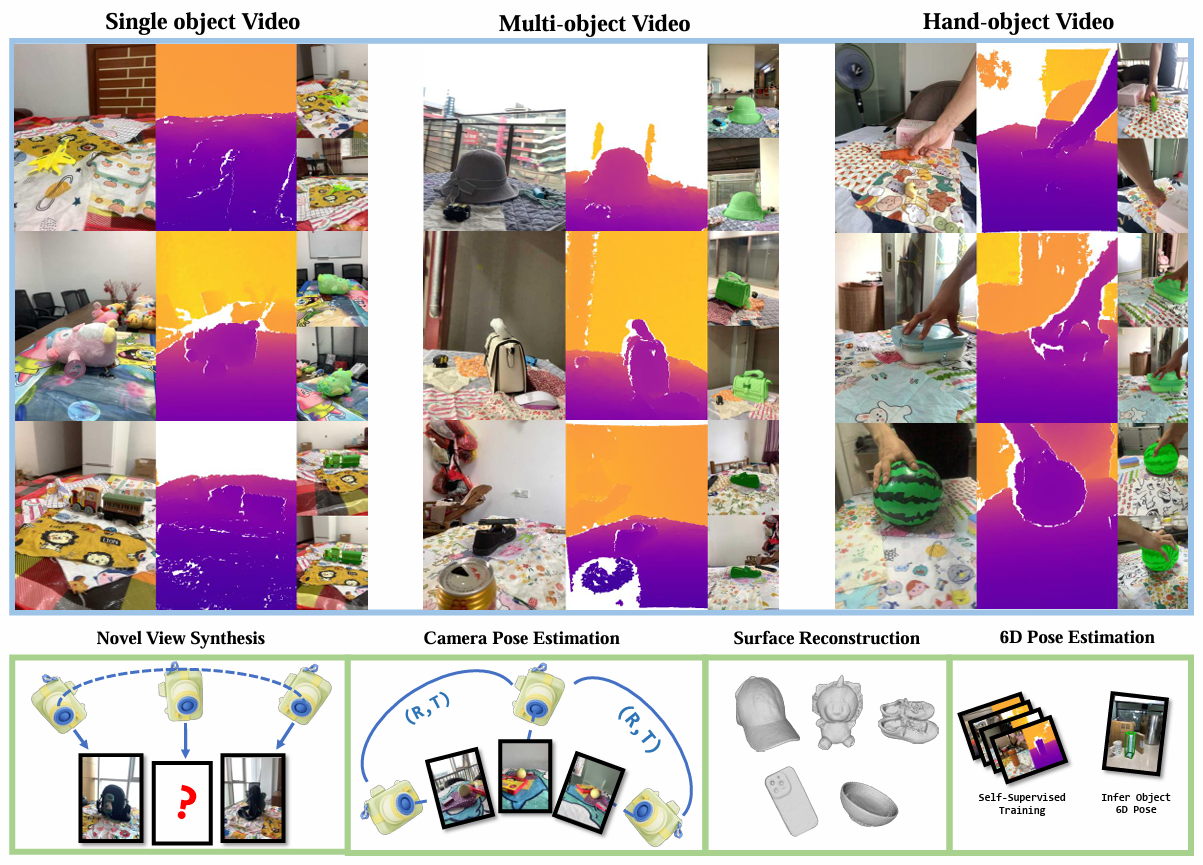 Single object Video
Multi-object Video
Hand-object Video
Novel View Synthesis
Camera Pose Estimation
Surface Reconstruction
6D Pose Estimation
(R,T)
(R,T)
?
Self-Supervised
Training
Infer Object
6D Pose